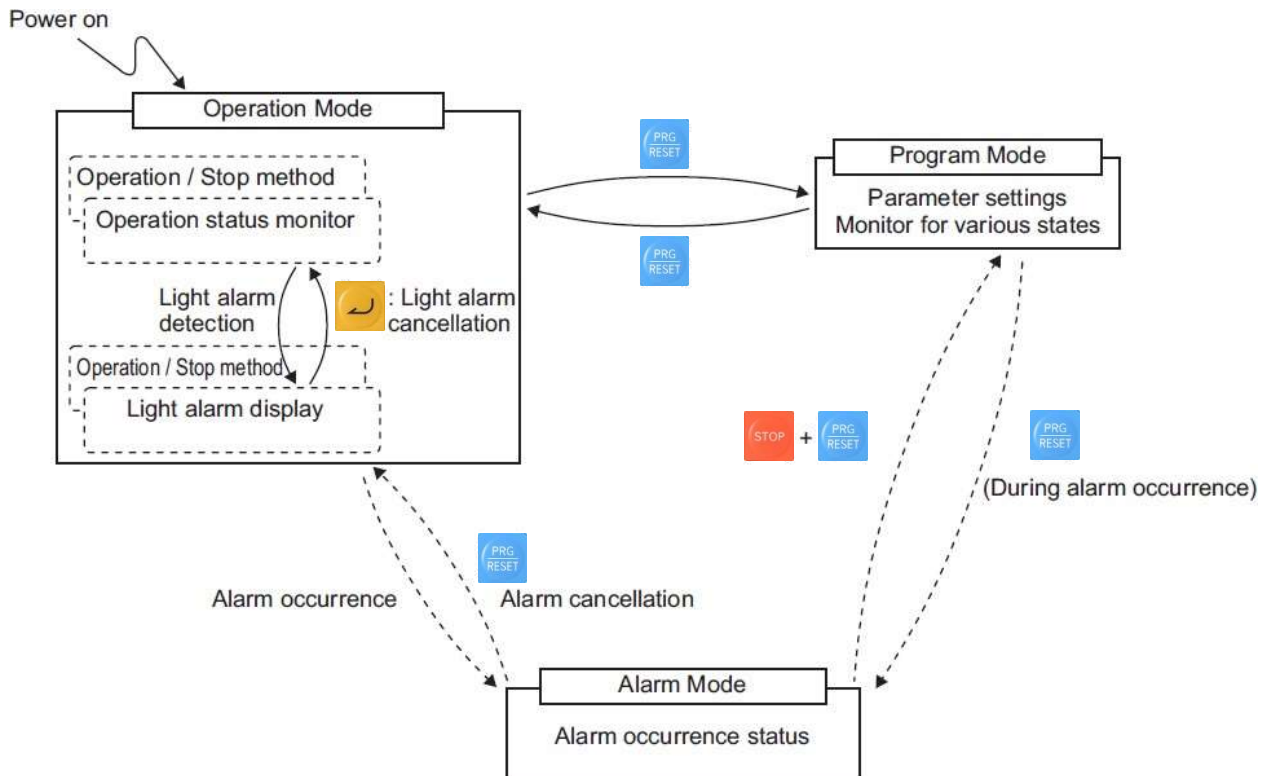 Power on
Operation Mode
PRG
RESET
Program Mode
Operation / Stop method
Parameter settings
Operation status monitor
Monitor for various states
PRG
RESET
Light alarm
detection
: Light alarm
cancellation
Operation / Stop method
Light alarm display
STOP + PRG
RESET
PRG
RESET
(During alarm occurrence)
PRG
RESET
Alarm occurrence
Alarm cancellation
Alarm Mode
Alarm occurrence status